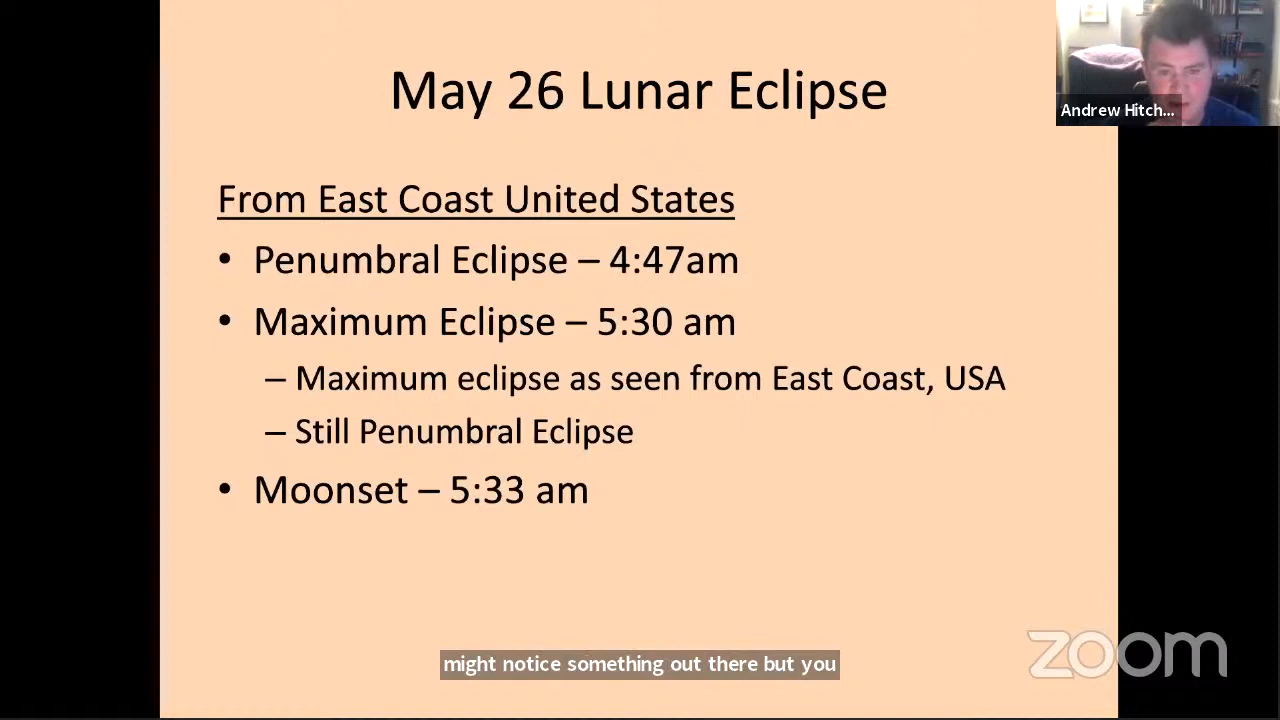 May 26 Lunar Eclipse
Andrew Hitch...
From East Coast United States
• Penumbral Eclipse – 4:47am
• Maximum Eclipse – 5:30 am
– Maximum eclipse as seen from East Coast, USA
– Still Penumbral Eclipse
• Moonset – 5:33 am
might notice something out there but you
zoom